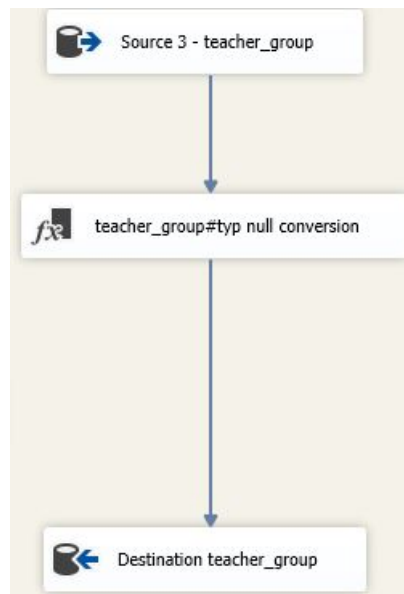 Source 3 - teacher_group
teacher_group#typ null conversion
Destination teacher_group